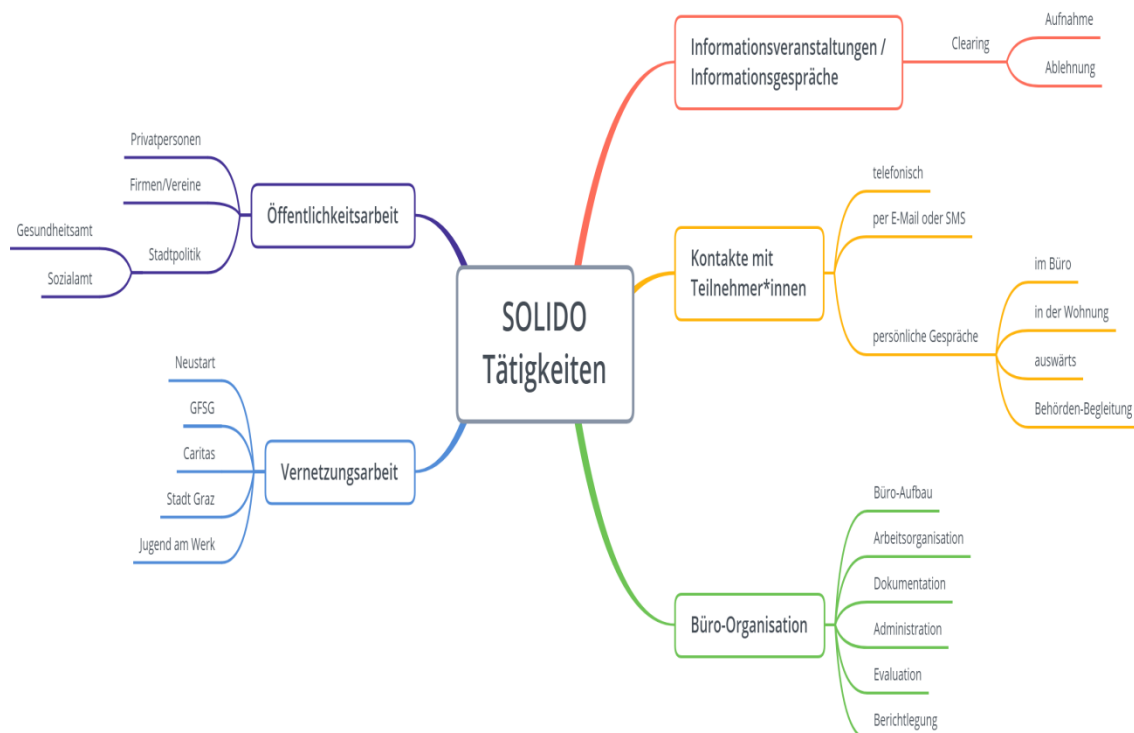 SOLIDO
Tätigkeiten
Informationsveranstaltungen /
Informationsgespräche
Clearing
Aufnahme
Ablehnung
Kontakte mit
Teilnehmer*innen
telefonisch
per E-Mail oder SMS
persönliche Gespräche
im Büro
in der Wohnung
auswärts
Behörden-Begleitung
Büro-Organisation
Büro-Aufbau
Arbeitsorganisation
Dokumentation
Administration
Evaluation
Berichtlegung
Öffentlichkeitsarbeit
Privatpersonen
Firmen/Vereine
Stadtpolitik
Gesundheitsamt
Sozialamt
Vernetzungsarbeit
Neustart
GFSG
Caritas
Stadt Graz
Jugend am Werk